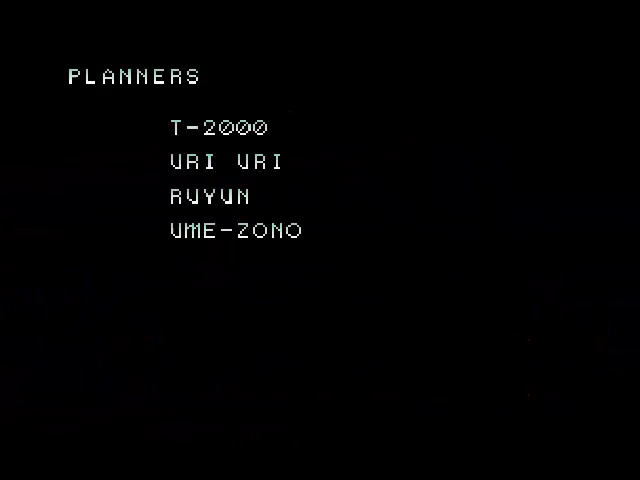 PLANNERS
T-2000
URI URI
RUYUN
UME-ZONO